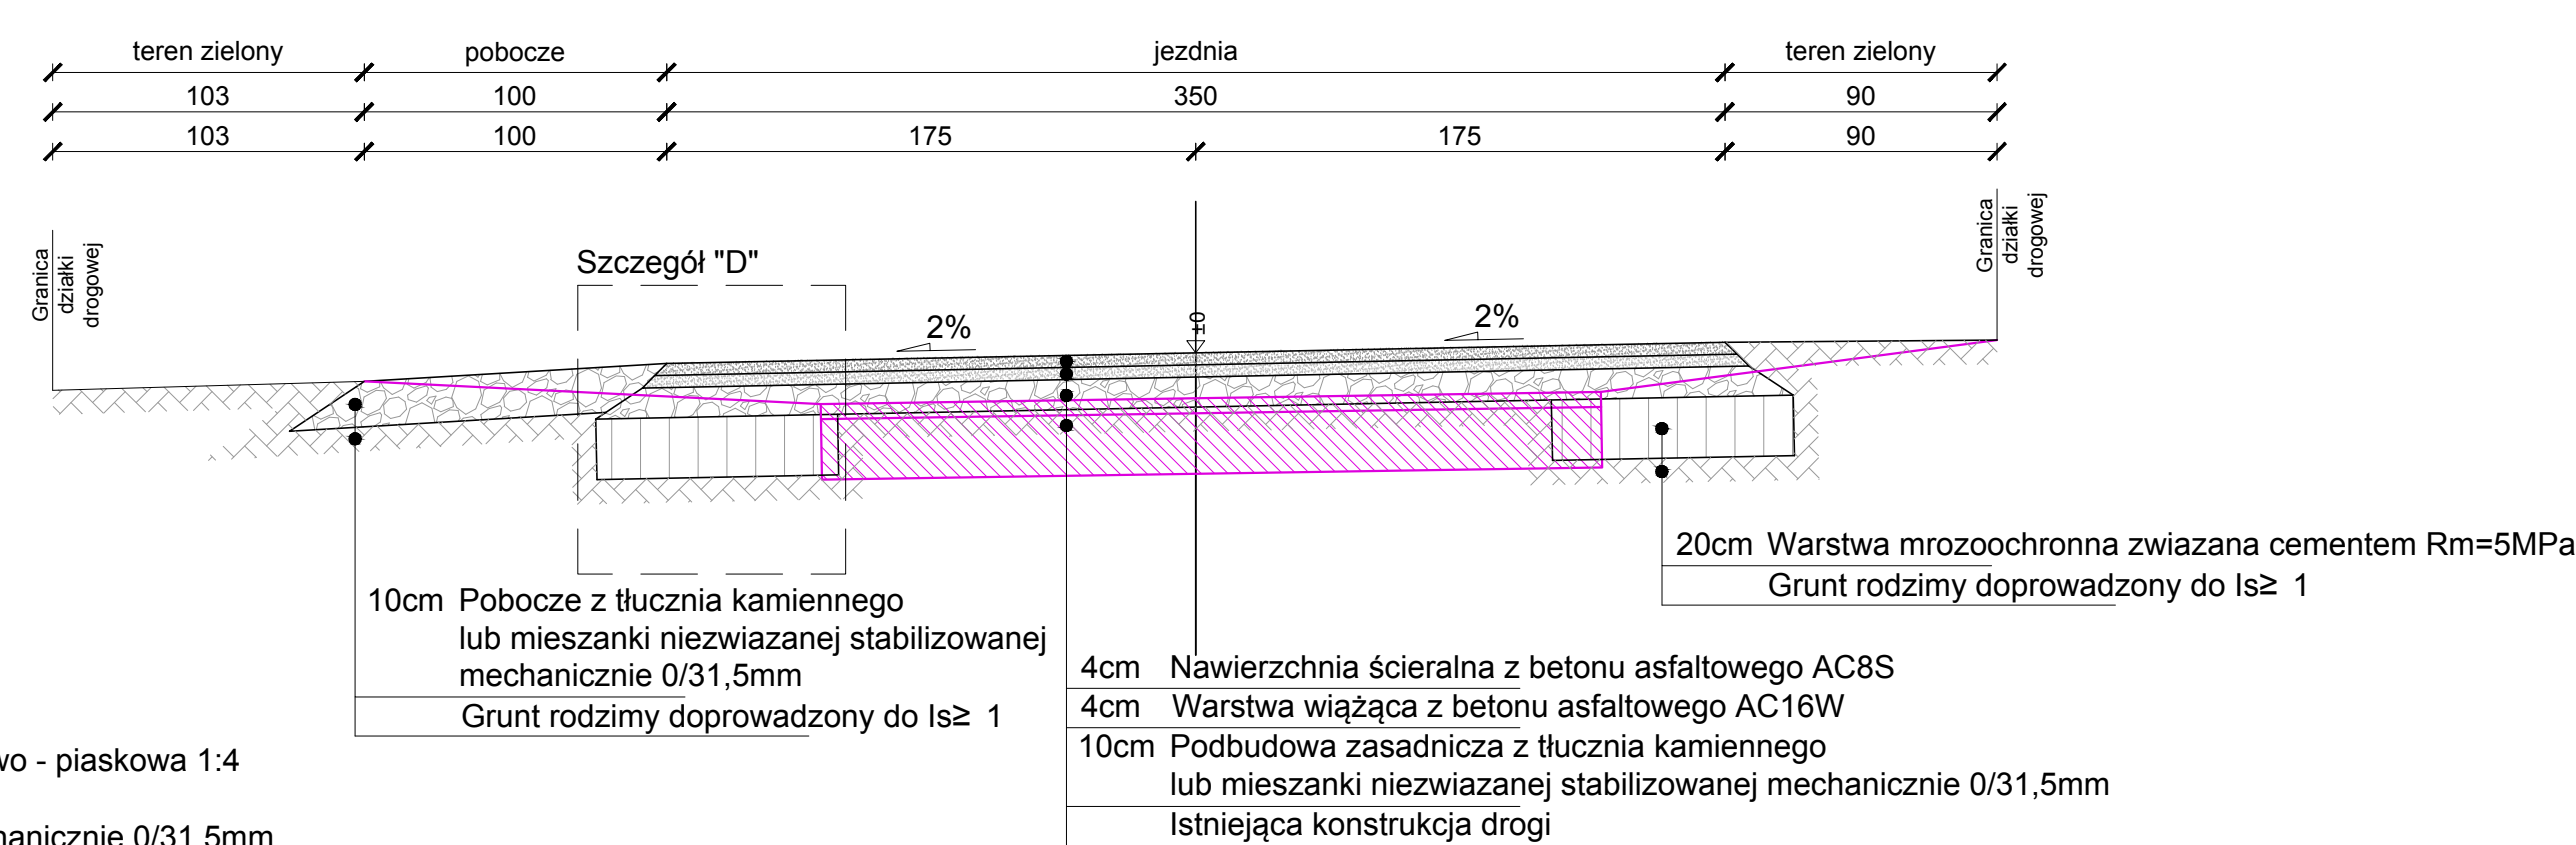 teren zielony pobocze jezdnia teren zielony
103 100 350 90
103 100 175 175 90
Granica
działki
drogowej
Granica
działki
drogowej
Szczegół "D"
2%
±0
2%
20cm Warstwa mrozoochronna zwiazana cementem Rm=5MPa
Grunt rodzimy doprowadzony do Is≥ 1
10cm Pobocze z tłucznia kamiennego
lub mieszanki niezwiazanej stabilizowanej
mechanicznie 0/31,5mm
Grunt rodzimy doprowadzony do Is≥ 1
4cm Nawierzchnia ścieralna z betonu asfaltowego AC8S
4cm Warstwa wiążąca z betonu asfaltowego AC16W
10cm Podbudowa zasadnicza z tłucznia kamiennego
lub mieszanki niezwiazanej stabilizowanej mechanicznie 0/31,5mm
Istniejąca konstrukcja drogi
wo - piaskowa 1:4
hanicznie 0/31,5mm